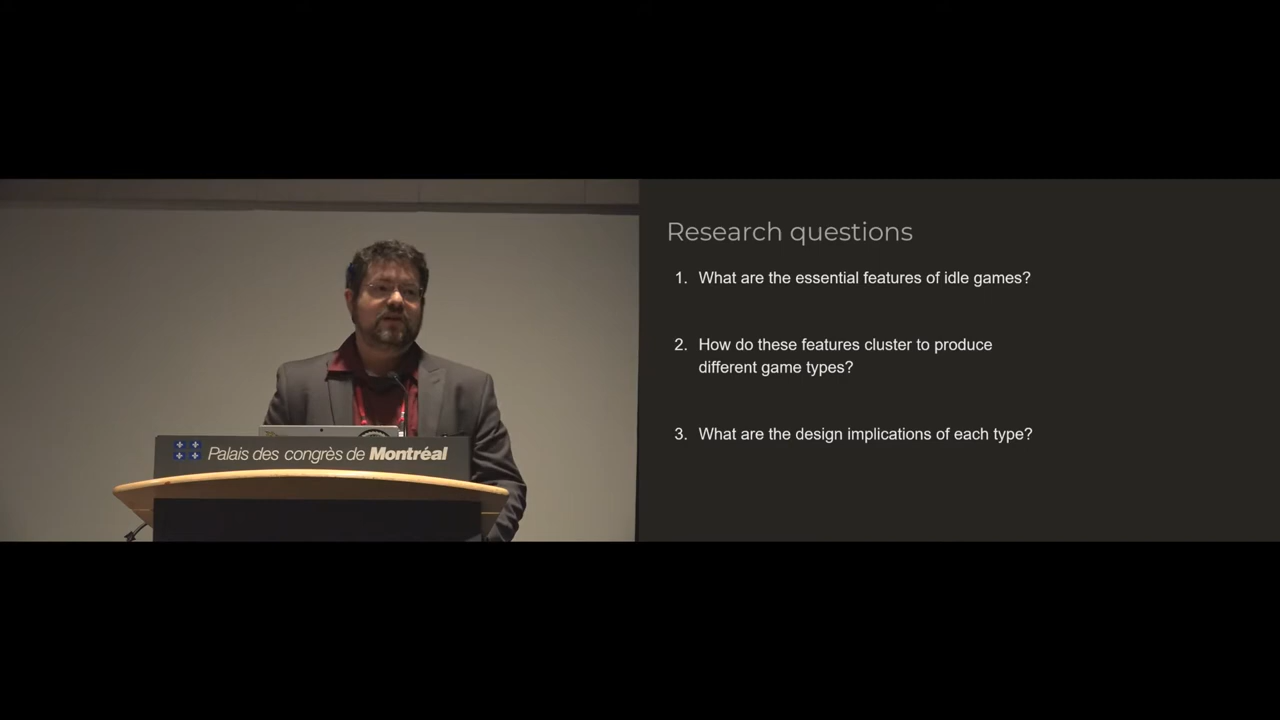 Palais des congrès de Montréal
Research questions
1. What are the essential features of idle games?
2. How do these features cluster to produce
different game types?
3. What are the design implications of each type?